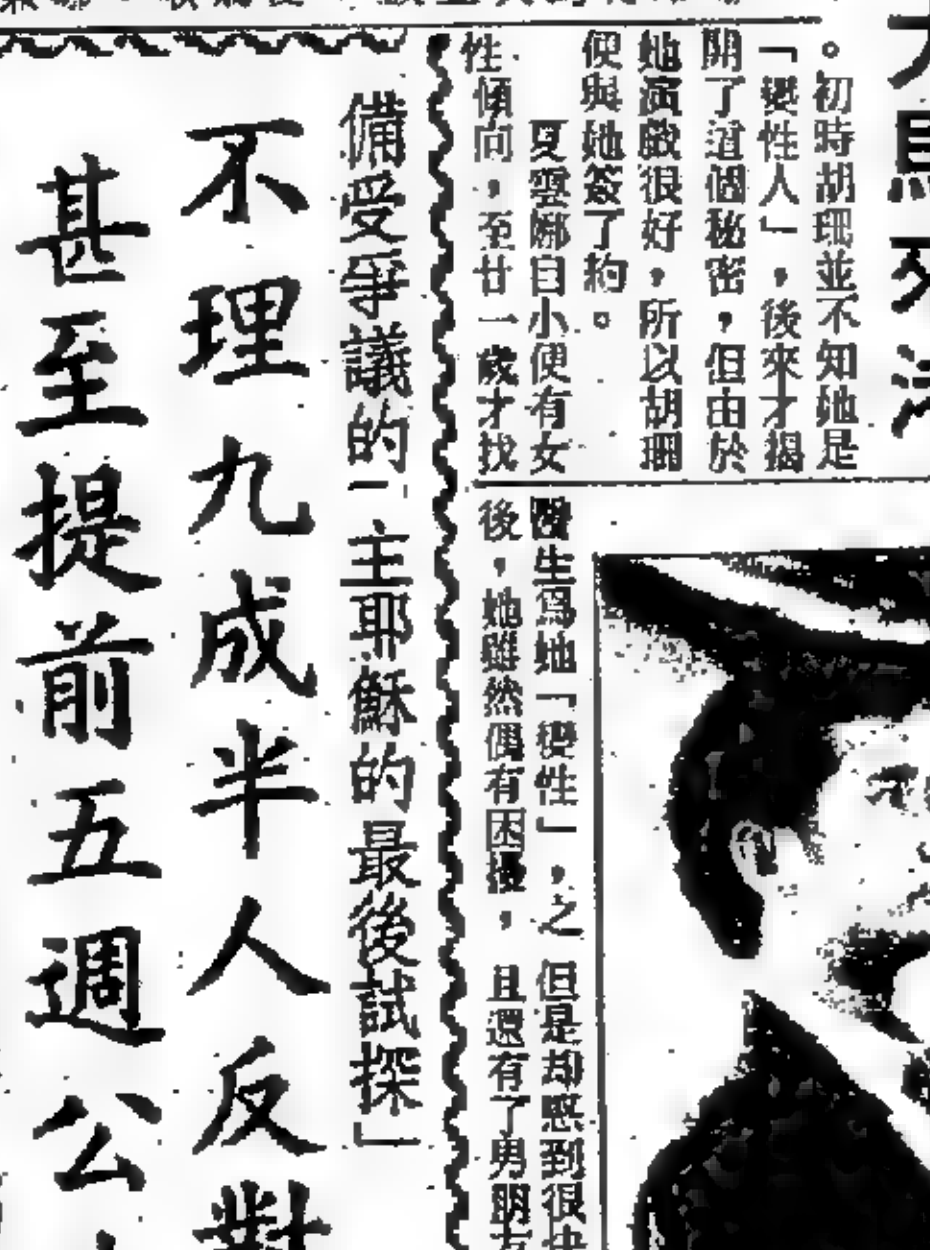 。初時胡珊並不知她是
「變性人」,後來才揭
開了這個秘密,但由於
她演戲很好,所以胡珊
便與她簽了約。
夏雲娜自小便有女
性傾向,至廿一歲才找
醫生爲她「變性」,之
後,她雖然偶有困擾,
但是却感到很快
且還有了男朋友
備受爭議的「主耶穌的最後試探」
不理九成半人反對
甚至提前五週公